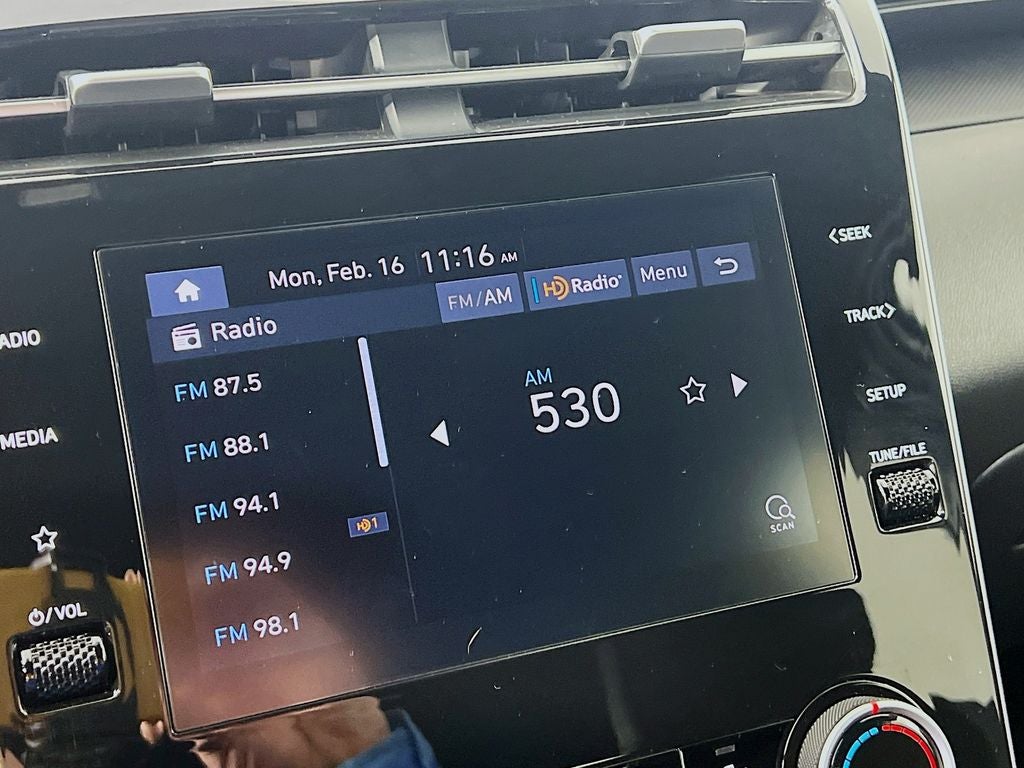 Mon, Feb. 16 11:16 AM
Radio FM/AM HD Radio Menu
FM 87.5
FM 88.1
FM 94.1
HD1
FM 94.9
FM 98.1
AM
530
SCAN
ADIO
MEDIA
⏻/VOL
<SEEK
TRACK>
SETUP
TUNE/FILE